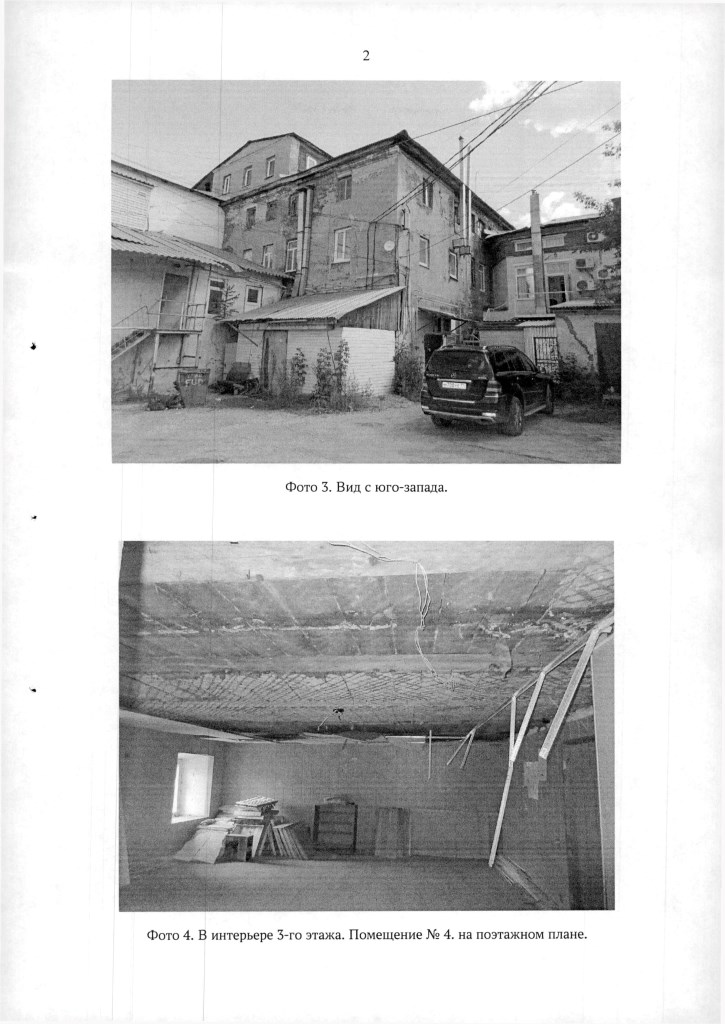 2
Фото 3. Вид с юго-запада.
Фото 4. В интерьере 3-го этажа. Помещение № 4. на поэтажном плане.